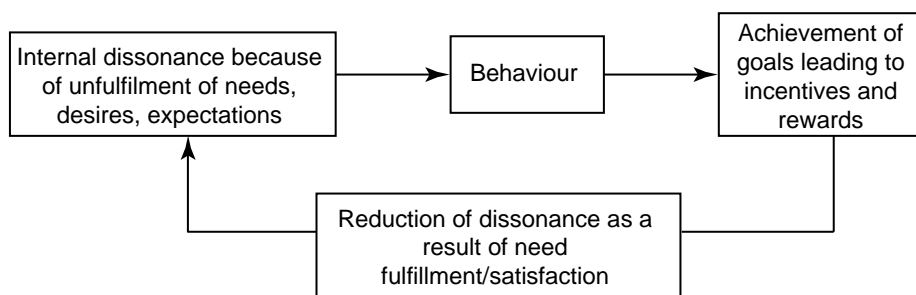 Internal dissonance because
of unfulfilment of needs,
desires, expectations
Behaviour
Achievement of
goals leading to
incentives and
rewards
Reduction of dissonance as a
result of need
fulfillment/satisfaction